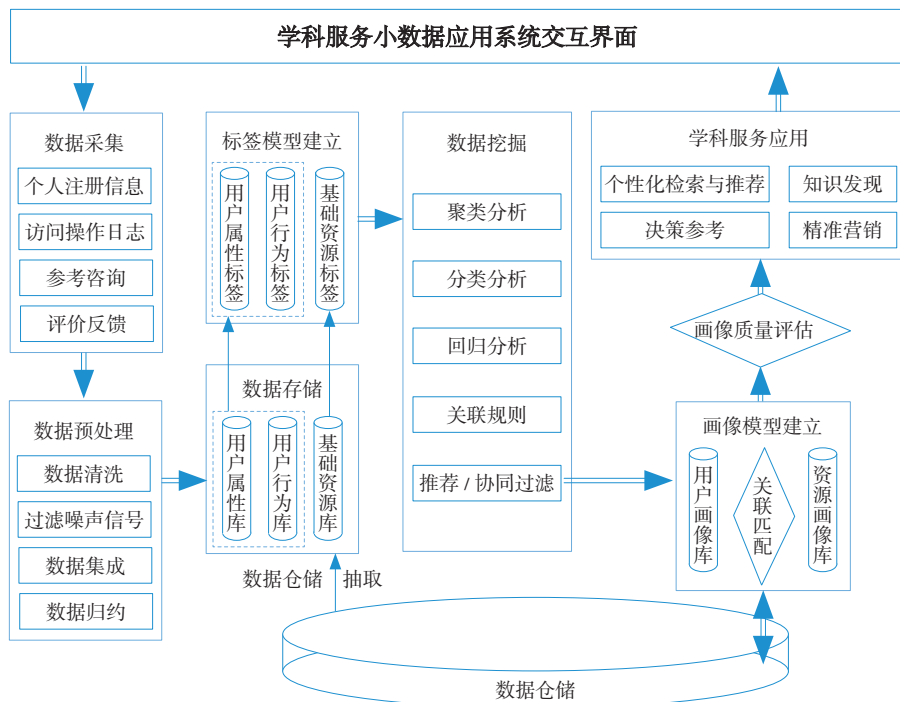 学科服务小数据应用系统交互界面
数据采集
个人注册信息
访问操作日志
参考咨询
评价反馈
数据预处理
数据清洗
过滤噪声信号
数据集成
数据归约
标签模型建立
用户属性标签
用户行为标签
基础资源标签
数据存储
用户属性库
用户行为库
基础资源库
数据仓储
抽取
数据挖掘
聚类分析
分类分析
回归分析
关联规则
推荐 / 协同过滤
学科服务应用
个性化检索与推荐
知识发现
决策参考
精准营销
画像质量评估
画像模型建立
用户画像库
关联匹配
资源画像库
数据仓储